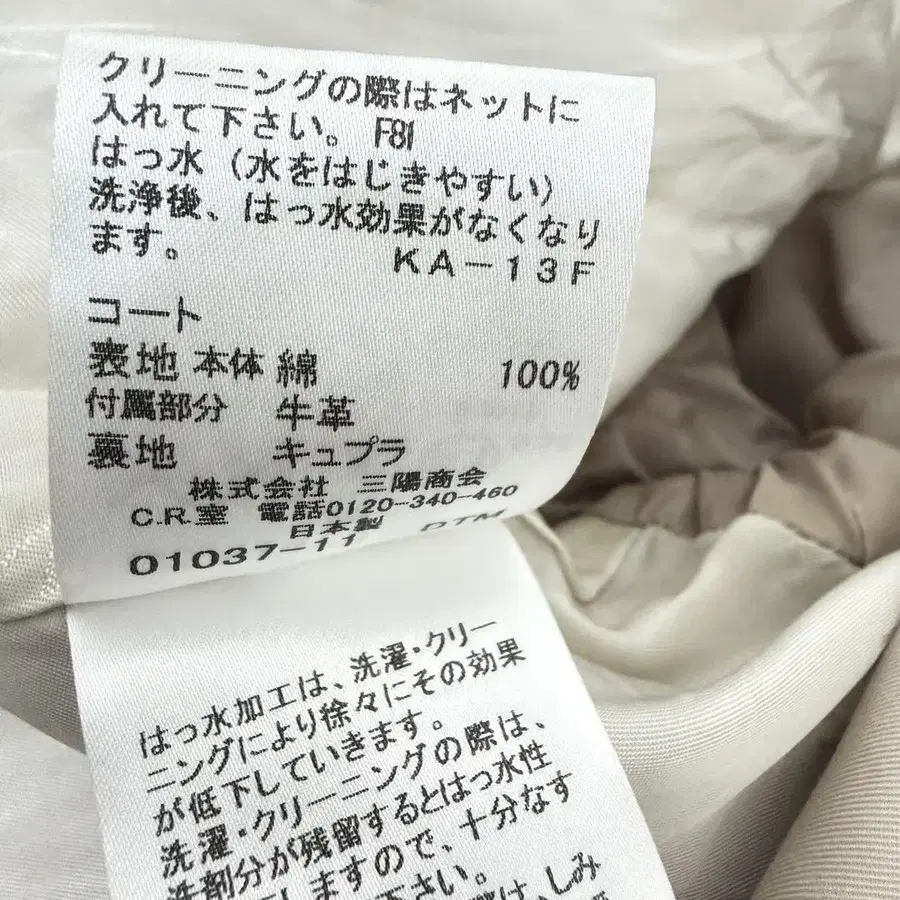 クリーニングの際はネットに
入れて下さい。 F81
はっ水（水をはじきやすい）
洗浄後、はっ水効果がなくなり
ます。 KA-13F
コート
表地 本体 綿 100%
付属部分 牛革
裏地 キュプラ
株式会社 三陽商会
C.R.室 電話0120-340-460
日本製 DTM
01037-11
はっ水加工は、洗濯・クリー
ニングにより徐々にその効果
が低下していきます。
洗濯・クリーニングの際は、
洗剤分が残留するとはっ水性
しますので、十分なす
さい。
は、しみ